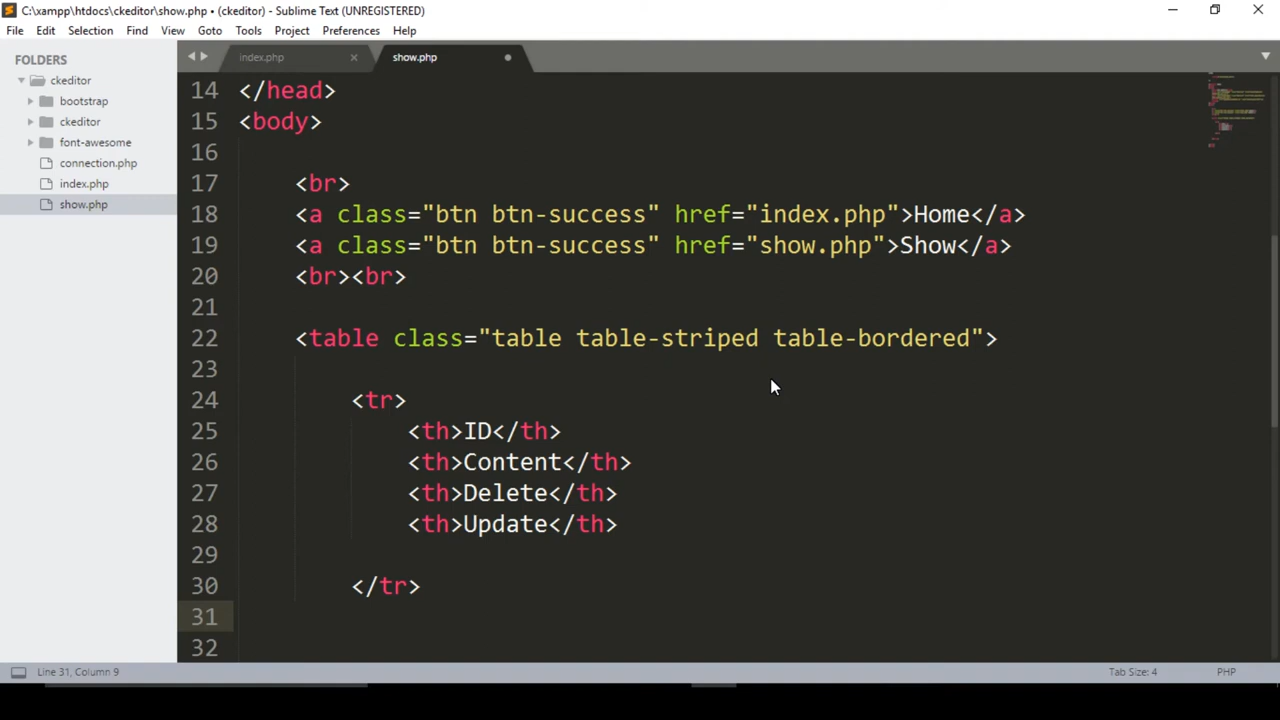 C:\xampp\htdocs\ckeditor\show.php • (ckeditor) - Sublime Text (UNREGISTERED)
File Edit Selection Find View Goto Tools Project Preferences Help
FOLDERS
ckeditor
bootstrap
ckeditor
font-awesome
connection.php
index.php
show.php
index.php show.php
14 </head>
15 <body>
16
17 <br>
18 <a class="btn btn-success" href="index.php">Home</a>
19 <a class="btn btn-success" href="show.php">Show</a>
20 <br><br>
21
22 <table class="table table-striped table-bordered">
23
24 <tr>
25 <th>ID</th>
26 <th>Content</th>
27 <th>Delete</th>
28 <th>Update</th>
29
30 </tr>
31
32
Line 31, Column 9 Tab Size: 4 PHP